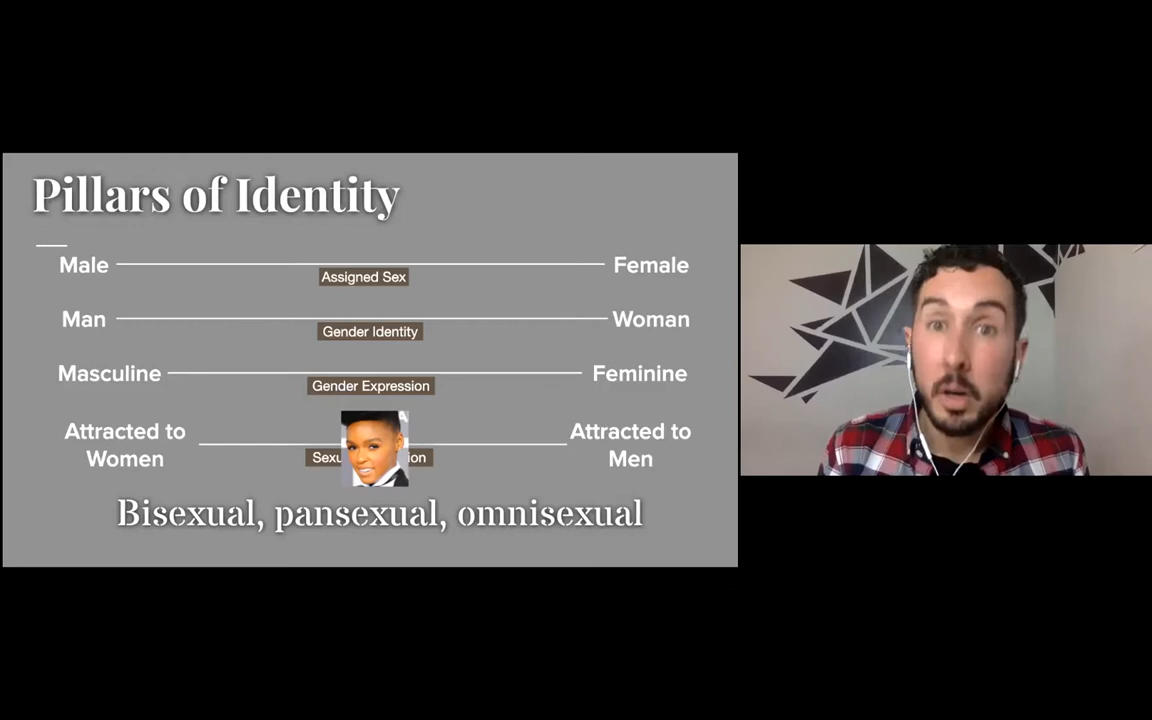 Pillars of Identity
Male Female
Assigned Sex
Man Woman
Gender Identity
Masculine Feminine
Gender Expression
Attracted to Women Attracted to Men
Bisexual, pansexual, omnisexual